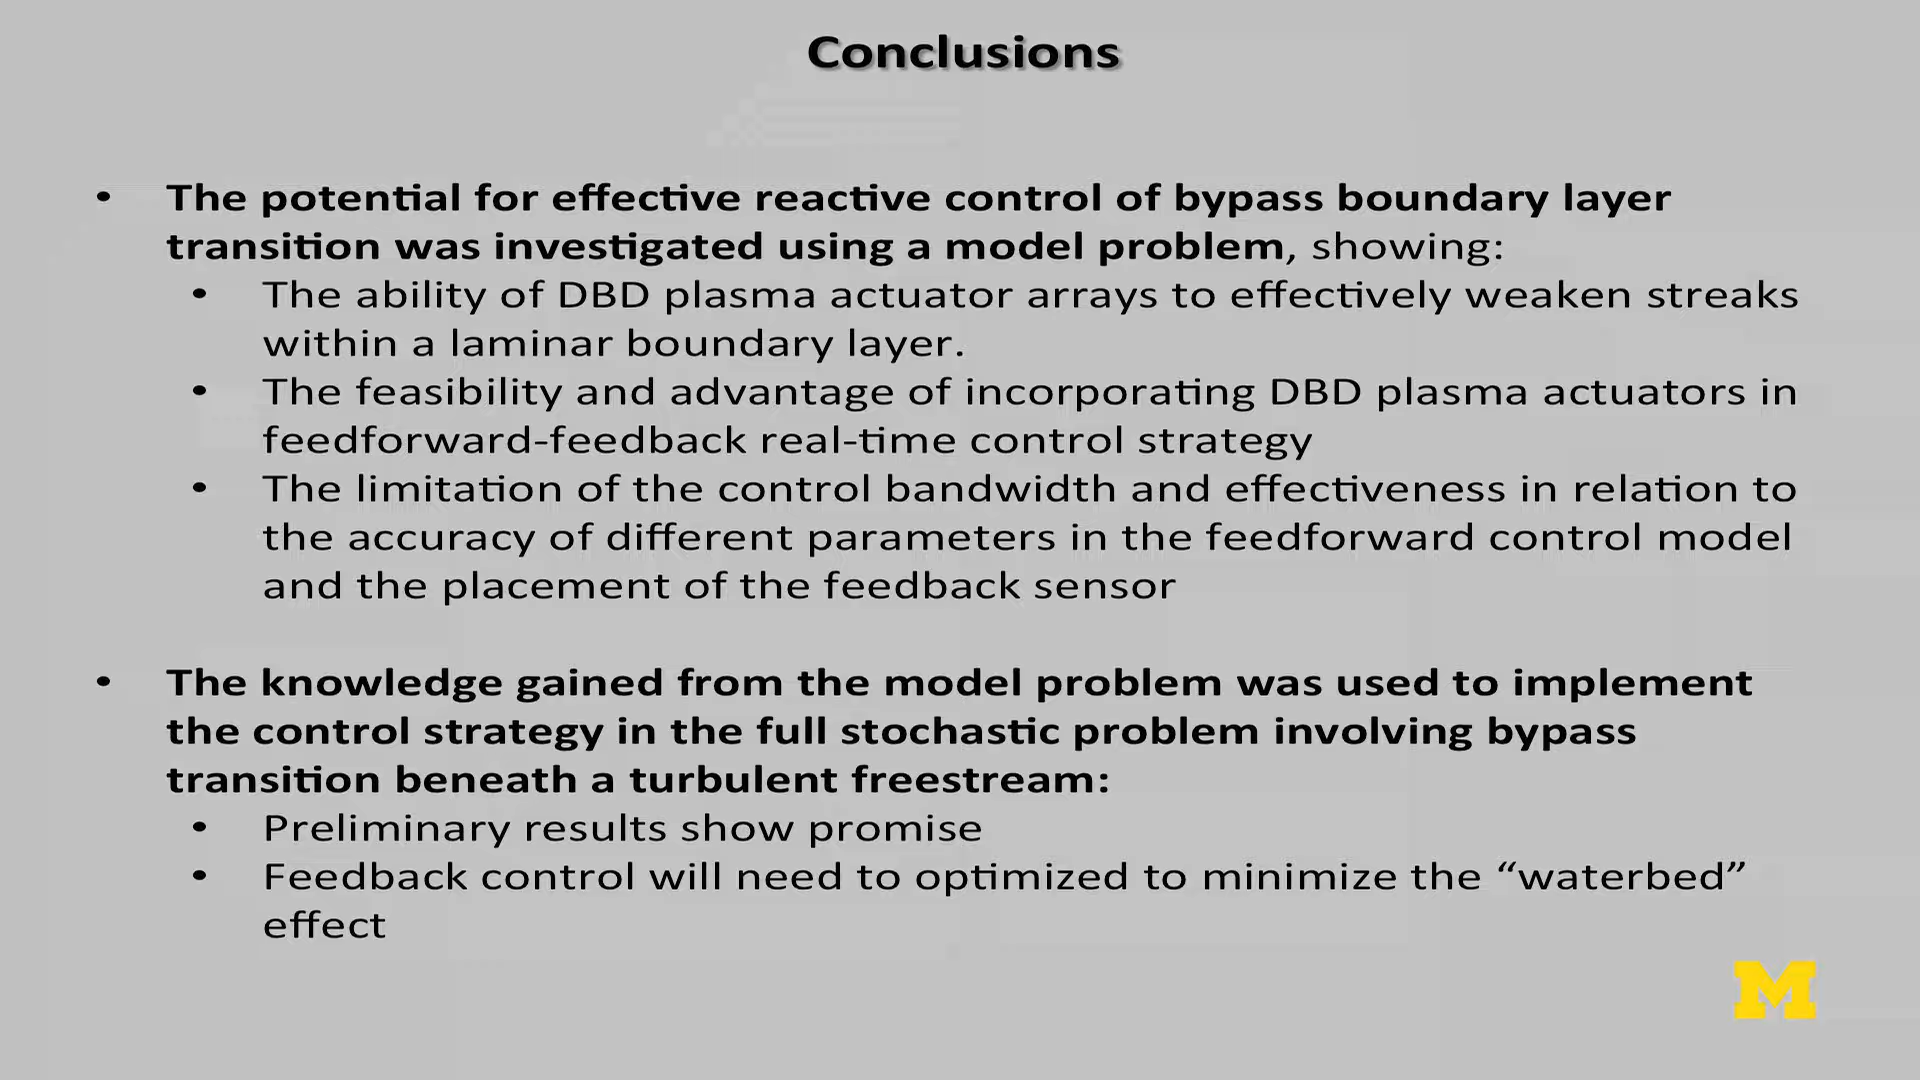 Conclusions
• The potential for effective reactive control of bypass boundary layer
transition was investigated using a model problem, showing:
• The ability of DBD plasma actuator arrays to effectively weaken streaks
within a laminar boundary layer.
• The feasibility and advantage of incorporating DBD plasma actuators in
feedforward-feedback real-time control strategy
• The limitation of the control bandwidth and effectiveness in relation to
the accuracy of different parameters in the feedforward control model
and the placement of the feedback sensor
• The knowledge gained from the model problem was used to implement
the control strategy in the full stochastic problem involving bypass
transition beneath a turbulent freestream:
• Preliminary results show promise
• Feedback control will need to optimized to minimize the “waterbed”
effect
M